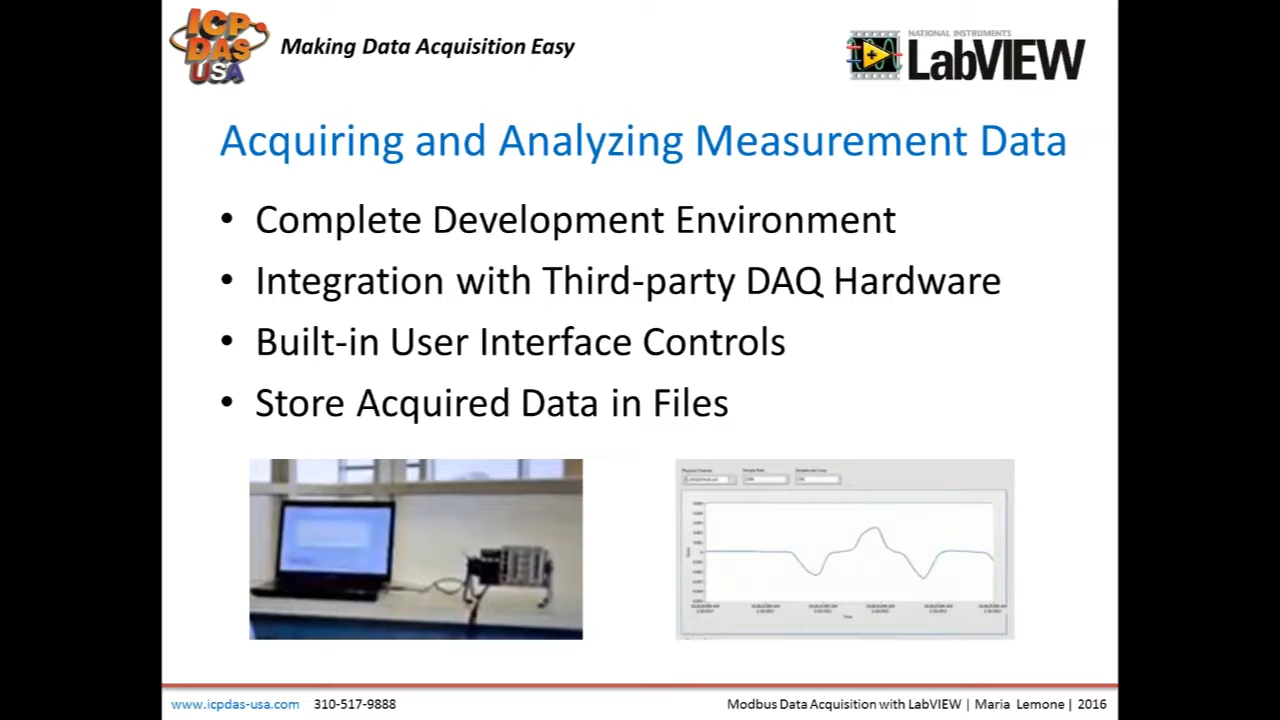 ICP
DAS
USA
Making Data Acquisition Easy
NATIONAL INSTRUMENTS
LabVIEW
Acquiring and Analyzing Measurement Data
• Complete Development Environment
• Integration with Third-party DAQ Hardware
• Built-in User Interface Controls
• Store Acquired Data in Files
www.icpdas-usa.com 310-517-9888
Modbus Data Acquisition with LabVIEW | Maria Lemone | 2016